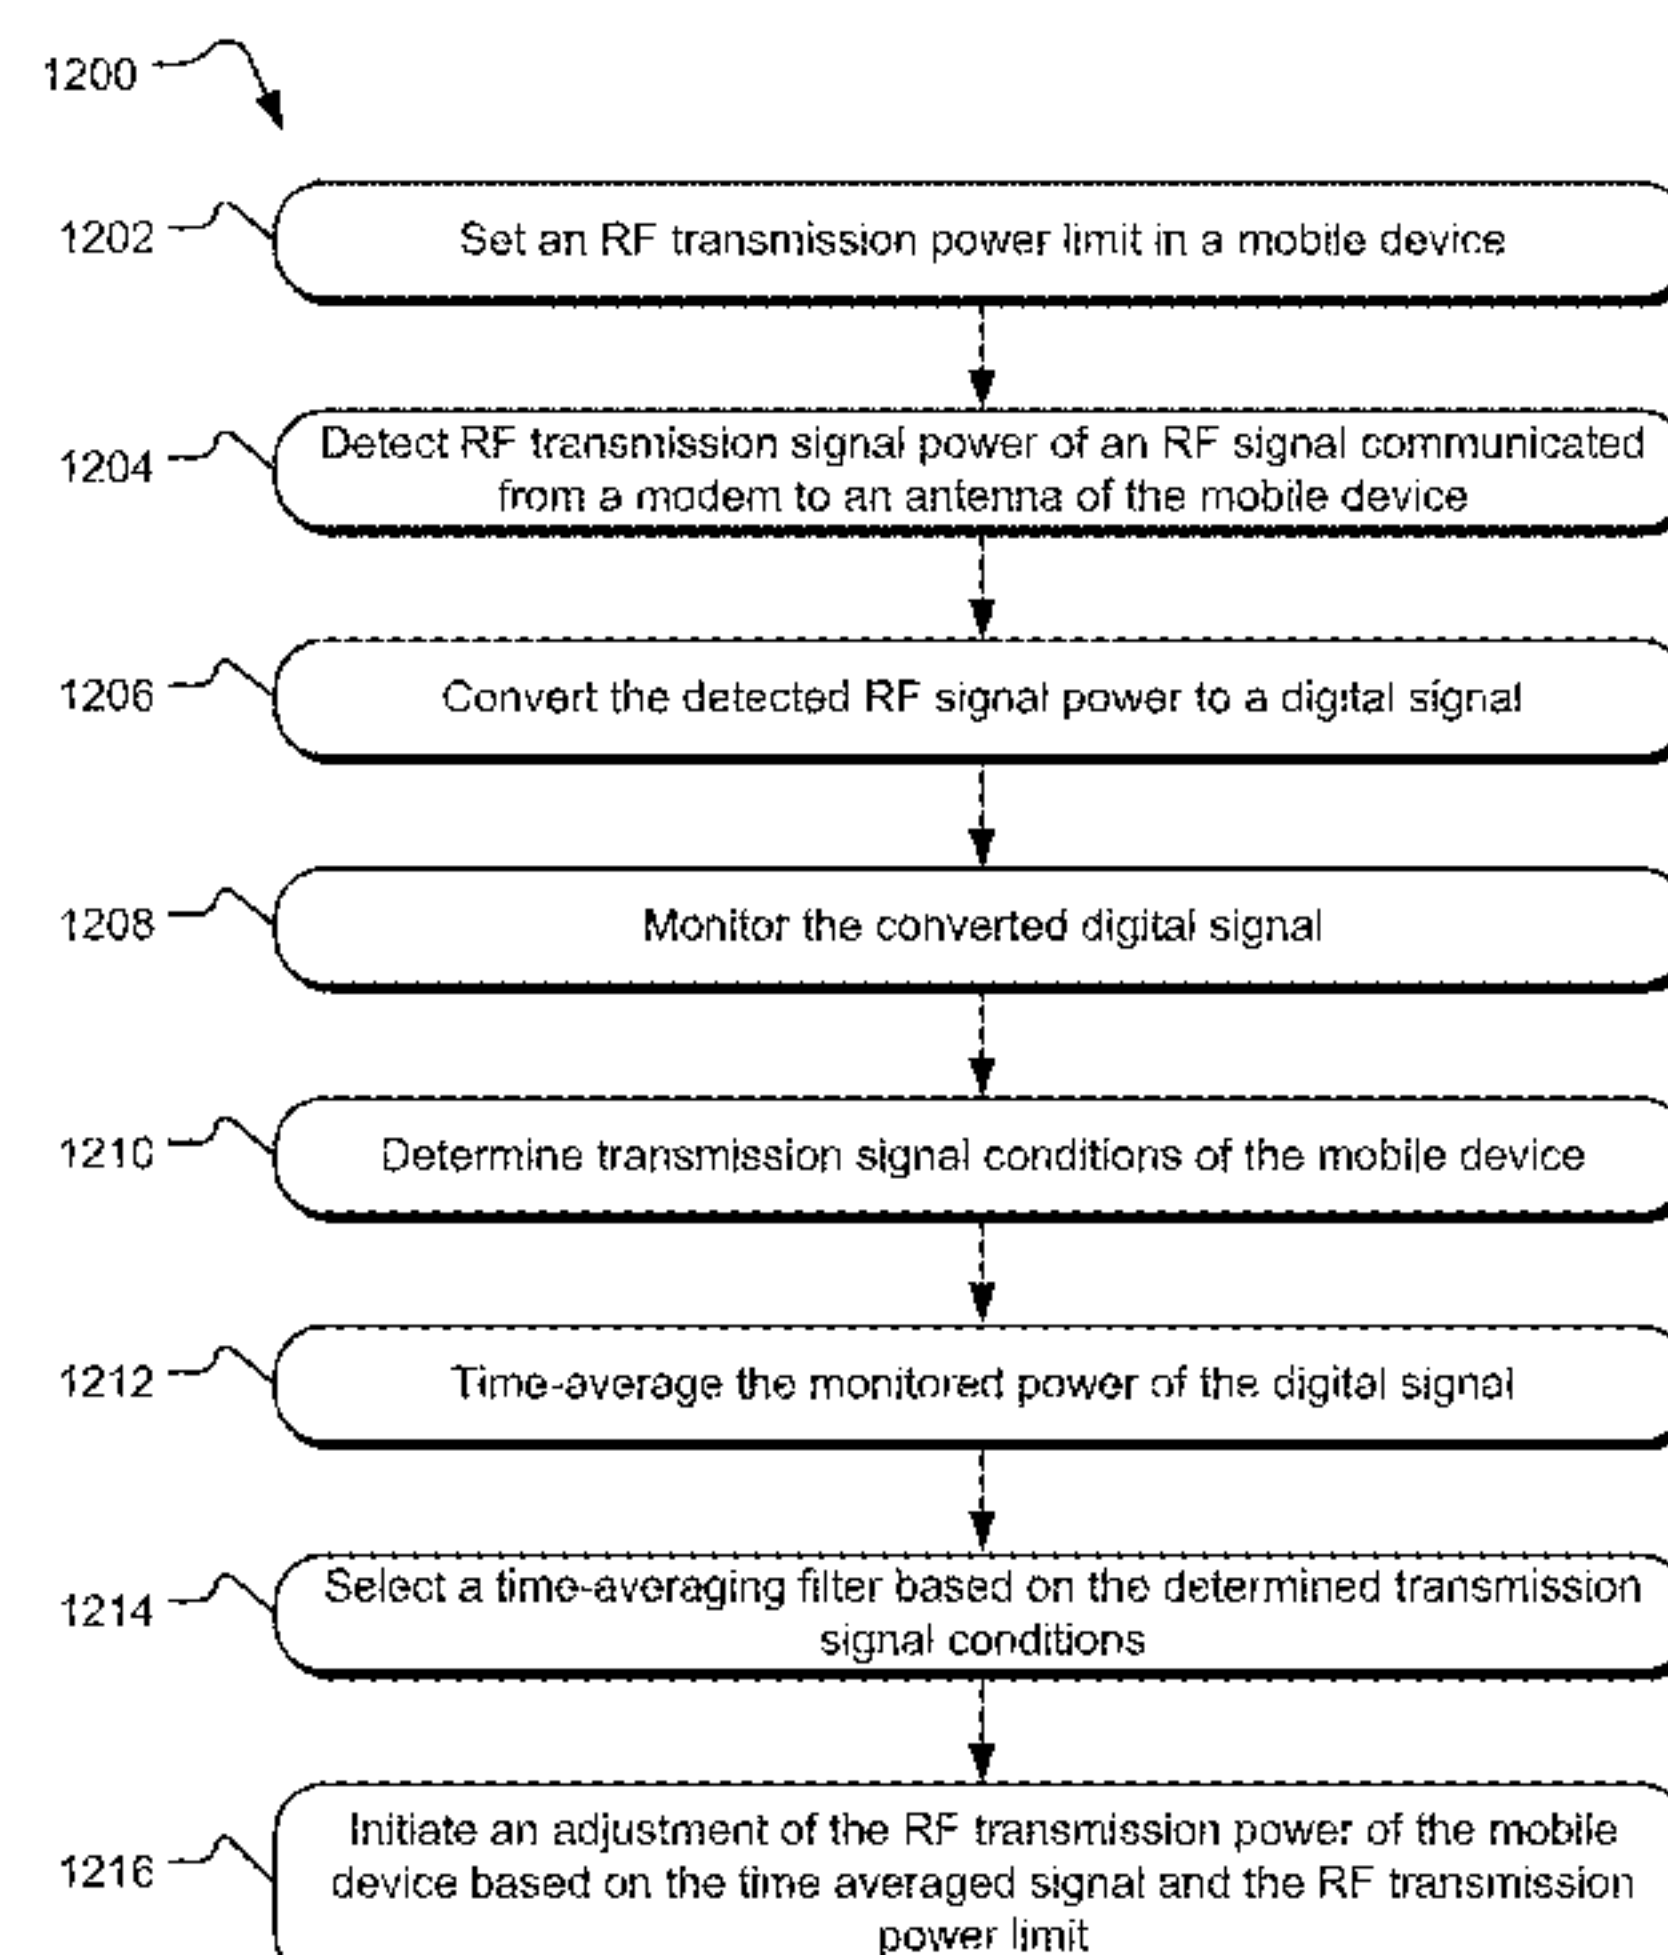 1200
1202
Set an RF transmission power limit in a mobile device
1204
Detect RF transmission signal power of an RF signal communicated
from a modem to an antenna of the mobile device
1206
Convert the detected RF signal power to a digital signal
1208
Monitor the converted digital signal
1210
Determine transmission signal conditions of the mobile device
1212
Time-average the monitored power of the digital signal
1214
Select a time-averaging filter based on the determined transmission
signal conditions
1216
Initiate an adjustment of the RF transmission power of the mobile
device based on the time averaged signal and the RF transmission
power limit